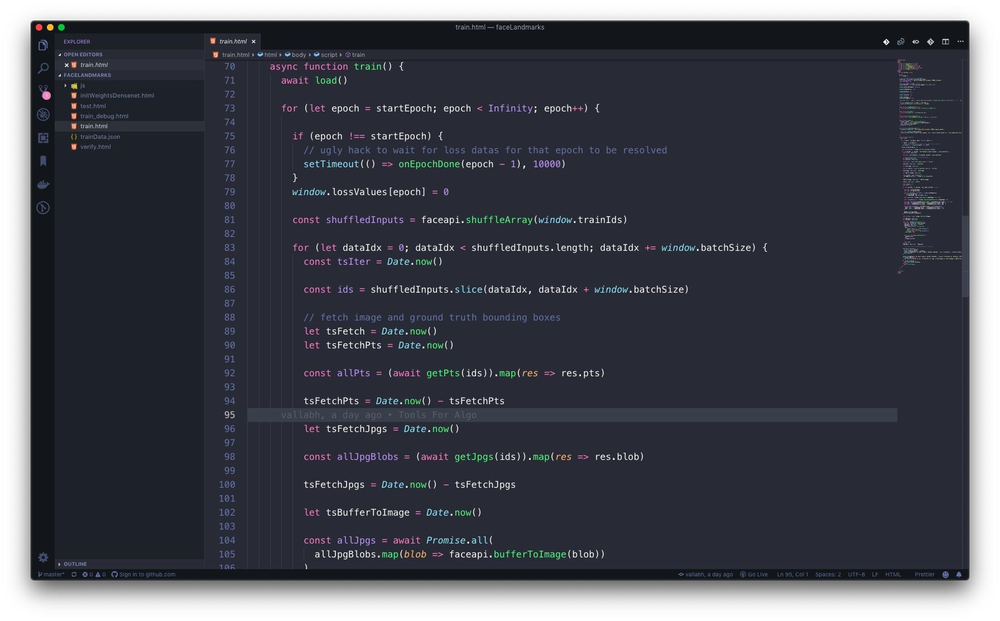 train.html — faceLandmarks
EXPLORER
OPEN EDITORS
train.html
FACELANDMARKS
js
initWeightsDensenet.html
test.html
train_debug.html
train.html
{ } trainData.json
verify.html
OUTLINE
train.html
train.html html body script train
1
70 async function train() {
71 await load()
72
73 for (let epoch = startEpoch; epoch < Infinity; epoch++) {
74
75 if (epoch !== startEpoch) {
76 // ugly hack to wait for loss datas for that epoch to be resolved
77 setTimeout(() => onEpochDone(epoch - 1), 10000)
78 }
79 window.lossValues[epoch] = 0
80
81 const shuffledInputs = faceapi.shuffleArray(window.trainIds)
82
83 for (let dataIdx = 0; dataIdx < shuffledInputs.length; dataIdx += window.batchSize) {
84 const tsIter = Date.now()
85
86 const ids = shuffledInputs.slice(dataIdx, dataIdx + window.batchSize)
87
88 // fetch image and ground truth bounding boxes
89 let tsFetch = Date.now()
90 let tsFetchPts = Date.now()
91
92 const allPts = (await getPts(ids)).map(res => res.pts)
93
94 tsFetchPts = Date.now() - tsFetchPts
95 vallabh, a day ago • Tools For Algo
96 let tsFetchJpgs = Date.now()
97
98 const allJpgBlobs = (await getJpgs(ids)).map(res => res.blob)
99
100 tsFetchJpgs = Date.now() - tsFetchJpgs
101
102 let tsBufferToImage = Date.now()
103
104 const allJpgs = await Promise.all(
105 allJpgBlobs.map(blob => faceapi.bufferToImage(blob))
106 )
master* 0 0 Sign in to github.com
vallabh, a day ago Go Live Ln 95, Col 1 Spaces: 2 UTF-8 LF HTML Prettier